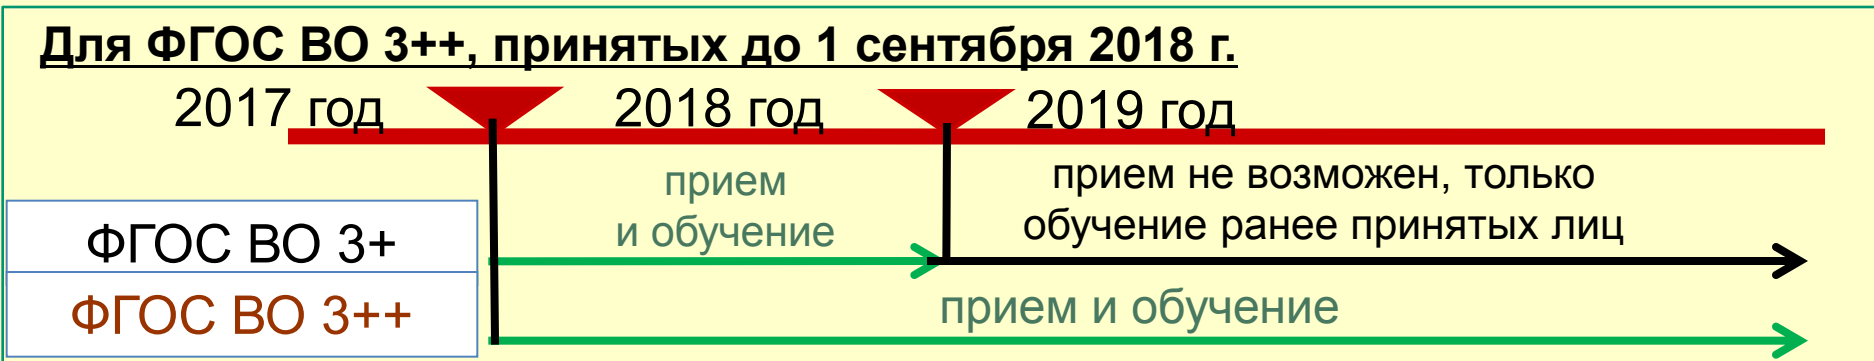 Для ФГОС ВО 3++, принятых до 1 сентября 2018 г.
2017 год 2018 год 2019 год
прием
и обучение
прием не возможен, только
обучение ранее принятых лиц
ФГОС ВО 3+
ФГОС ВО 3++
прием и обучение